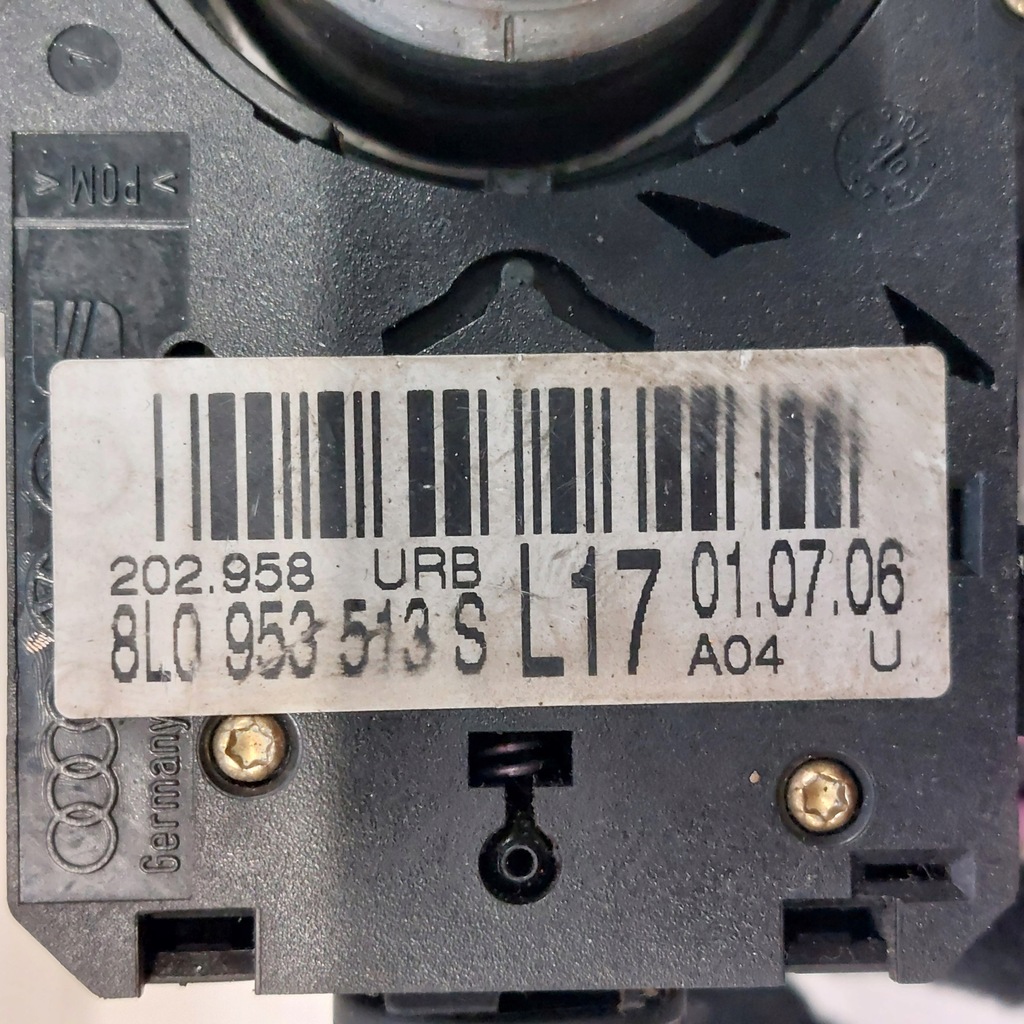 >POM<
202.958 URB
8L0 953 513 S
L17
01.07.06
A04 U
Germany